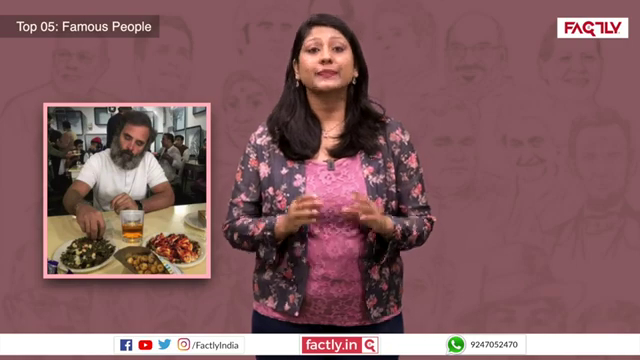 Top 05: Famous People
FACTLY
/FactlyIndia
factly.in
9247052470